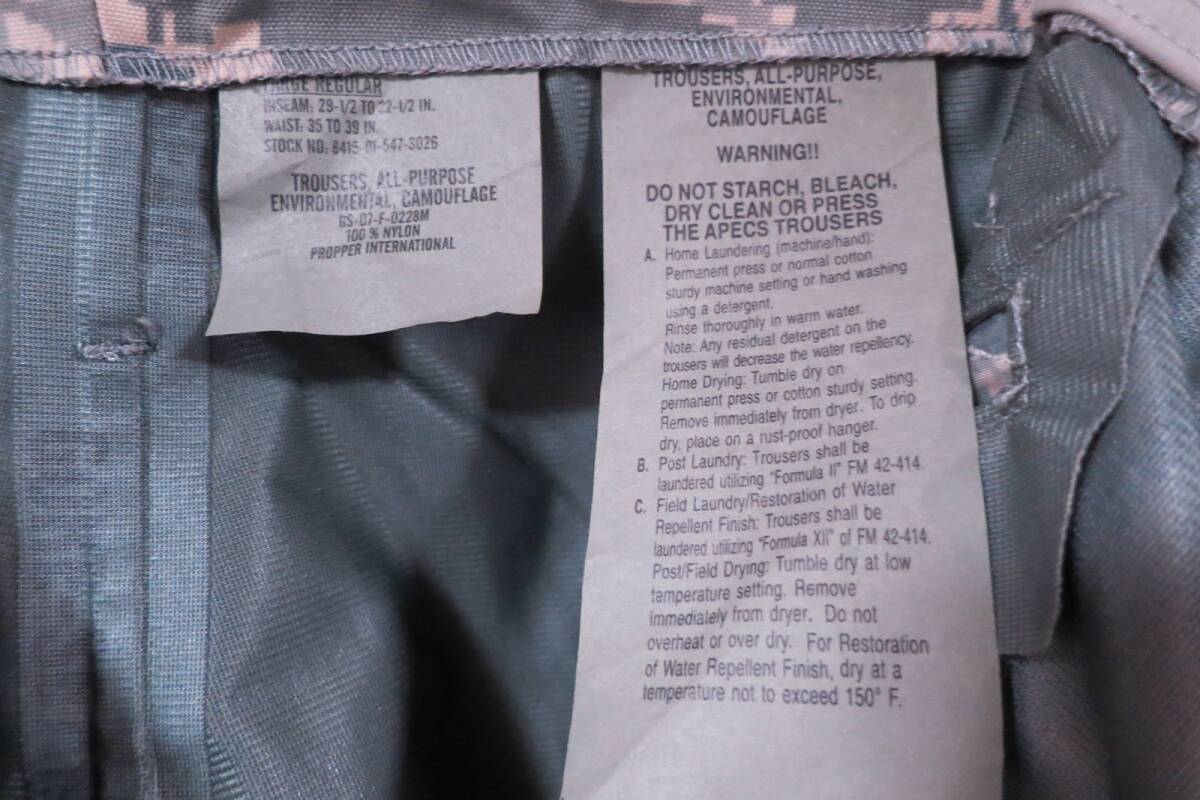 LARGE REGULAR
INSEAM: 29-1/2 TO 32-1/2 IN.
WAIST: 35 TO 39 IN.
STOCK NO: 8415-01-547-3026
TROUSERS, ALL-PURPOSE
ENVIRONMENTAL, CAMOUFLAGE
GS-07-F-0228M
100 % NYLON
PROPPER INTERNATIONAL
TROUSERS, ALL-PURPOSE,
ENVIRONMENTAL,
CAMOUFLAGE
WARNING!!
DO NOT STARCH, BLEACH,
DRY CLEAN OR PRESS
THE APECS TROUSERS
A. Home Laundering (machine/hand):
Permanent press or normal cotton
sturdy machine setting or hand washing
using a detergent.
Rinse thoroughly in warm water.
Note: Any residual detergent on the
trousers will decrease the water repellency.
Home Drying: Tumble dry on
permanent press or cotton sturdy setting.
Remove immediately from dryer. To drip
dry, place on a rust-proof hanger.
B. Post Laundry: Trousers shall be
laundered utilizing "Formula II" FM 42-414.
C. Field Laundry/Restoration of Water
Repellent Finish: Trousers shall be
laundered utilizing "Formula XII" of FM 42-414.
Post/Field Drying: Tumble dry at low
temperature setting. Remove
immediately from dryer. Do not
overheat or over dry. For Restoration
of Water Repellent Finish, dry at a
temperature not to exceed 150° F.